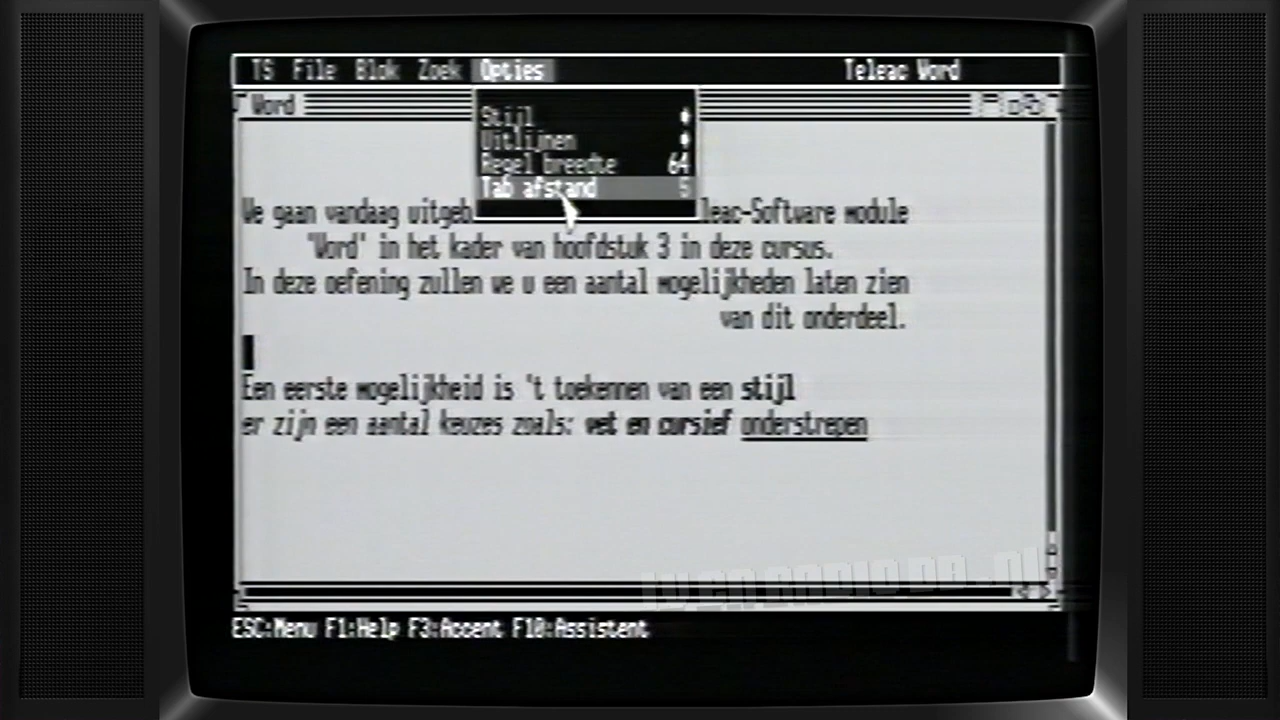 TS File Blok Zoek Opties Teleac Word
Word
Stijl
Uitlijnen
Regel breedte 64
Tab afstand 5
We gaan vandaag uitgeb leac-Software module
'Word' in het kader van hoofdstuk 3 in deze cursus.
In deze oefening zullen we u een aantal mogelijkheden laten zien
van dit onderdeel.
Een eerste mogelijkheid is 't toekennen van een stijl
er zijn een aantal keuzes zoals: vet en cursief onderstrepen
tvenradiodb.nl
ESC:Menu F1:Help F3:Accent F10:Assistent